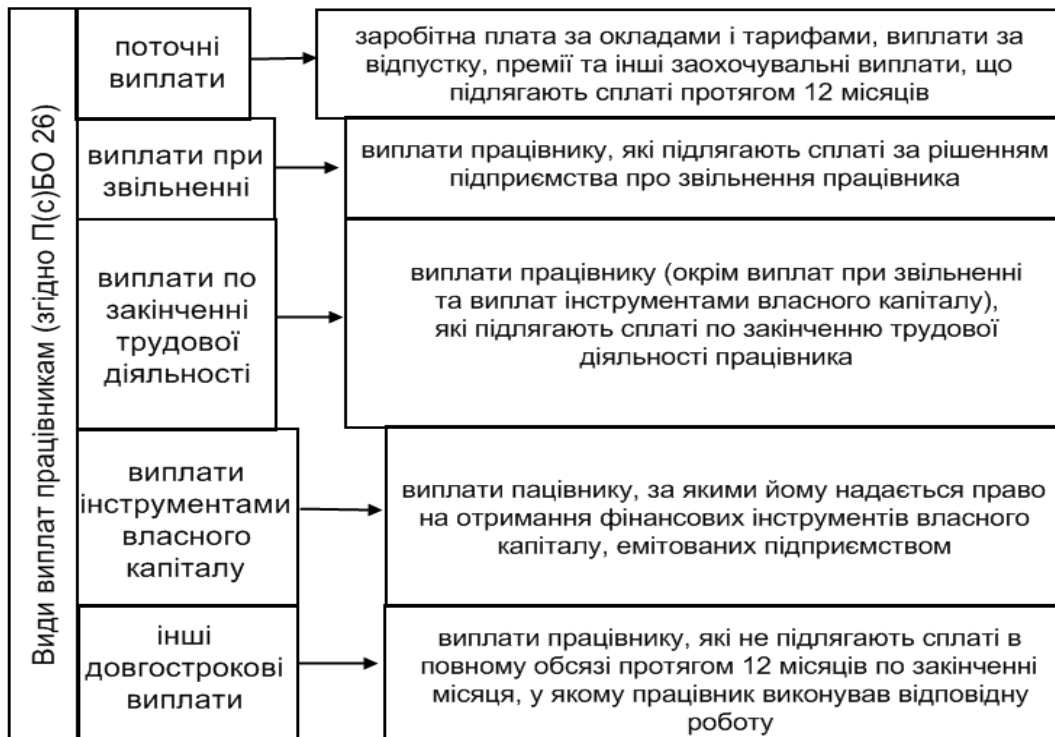 Види виплат працівникам (згідно П(с)БО 26)
поточні
виплати
заробітна плата за окладами і тарифами, виплати за
відпустку, премії та інші заохочувальні виплати, що
підлягають сплаті протягом 12 місяців
виплати при
звільненні
виплати працівнику, які підлягають сплаті за рішенням
підприємства про звільнення працівника
виплати по
закінченні
трудової
діяльності
виплати працівнику (окрім виплат при звільненні
та виплат інструментами власного капіталу),
які підлягають сплаті по закінченню трудової
діяльності працівника
виплати
інструментами
власного
капіталу
виплати пацівнику, за якими йому надається право
на отримання фінансових інструментів власного
капіталу, емітованих підприємством
інші
довгострокові
виплати
виплати працівнику, які не підлягають сплаті в
повному обсязі протягом 12 місяців по закінченні
місяця, у якому працівник виконував відповідну
роботу